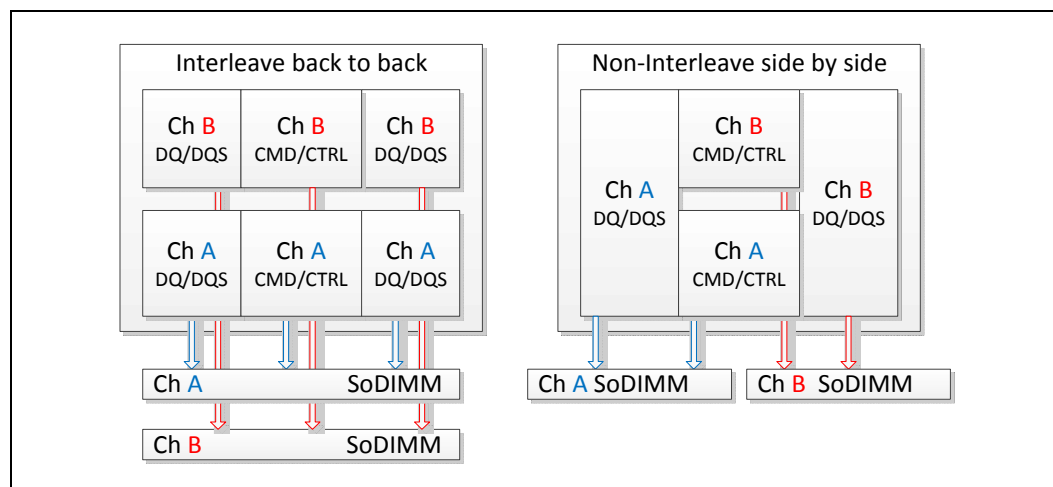 Interleave back to back
Ch B
DQ/DQS
Ch B
CMD/CTRL
Ch B
DQ/DQS
Ch A
DQ/DQS
Ch A
CMD/CTRL
Ch A
DQ/DQS
Ch A SoDIMM
Ch B SoDIMM
Non-Interleave side by side
Ch A
DQ/DQS
Ch B
CMD/CTRL
Ch A
CMD/CTRL
Ch B
DQ/DQS
Ch A SoDIMM
Ch B SoDIMM